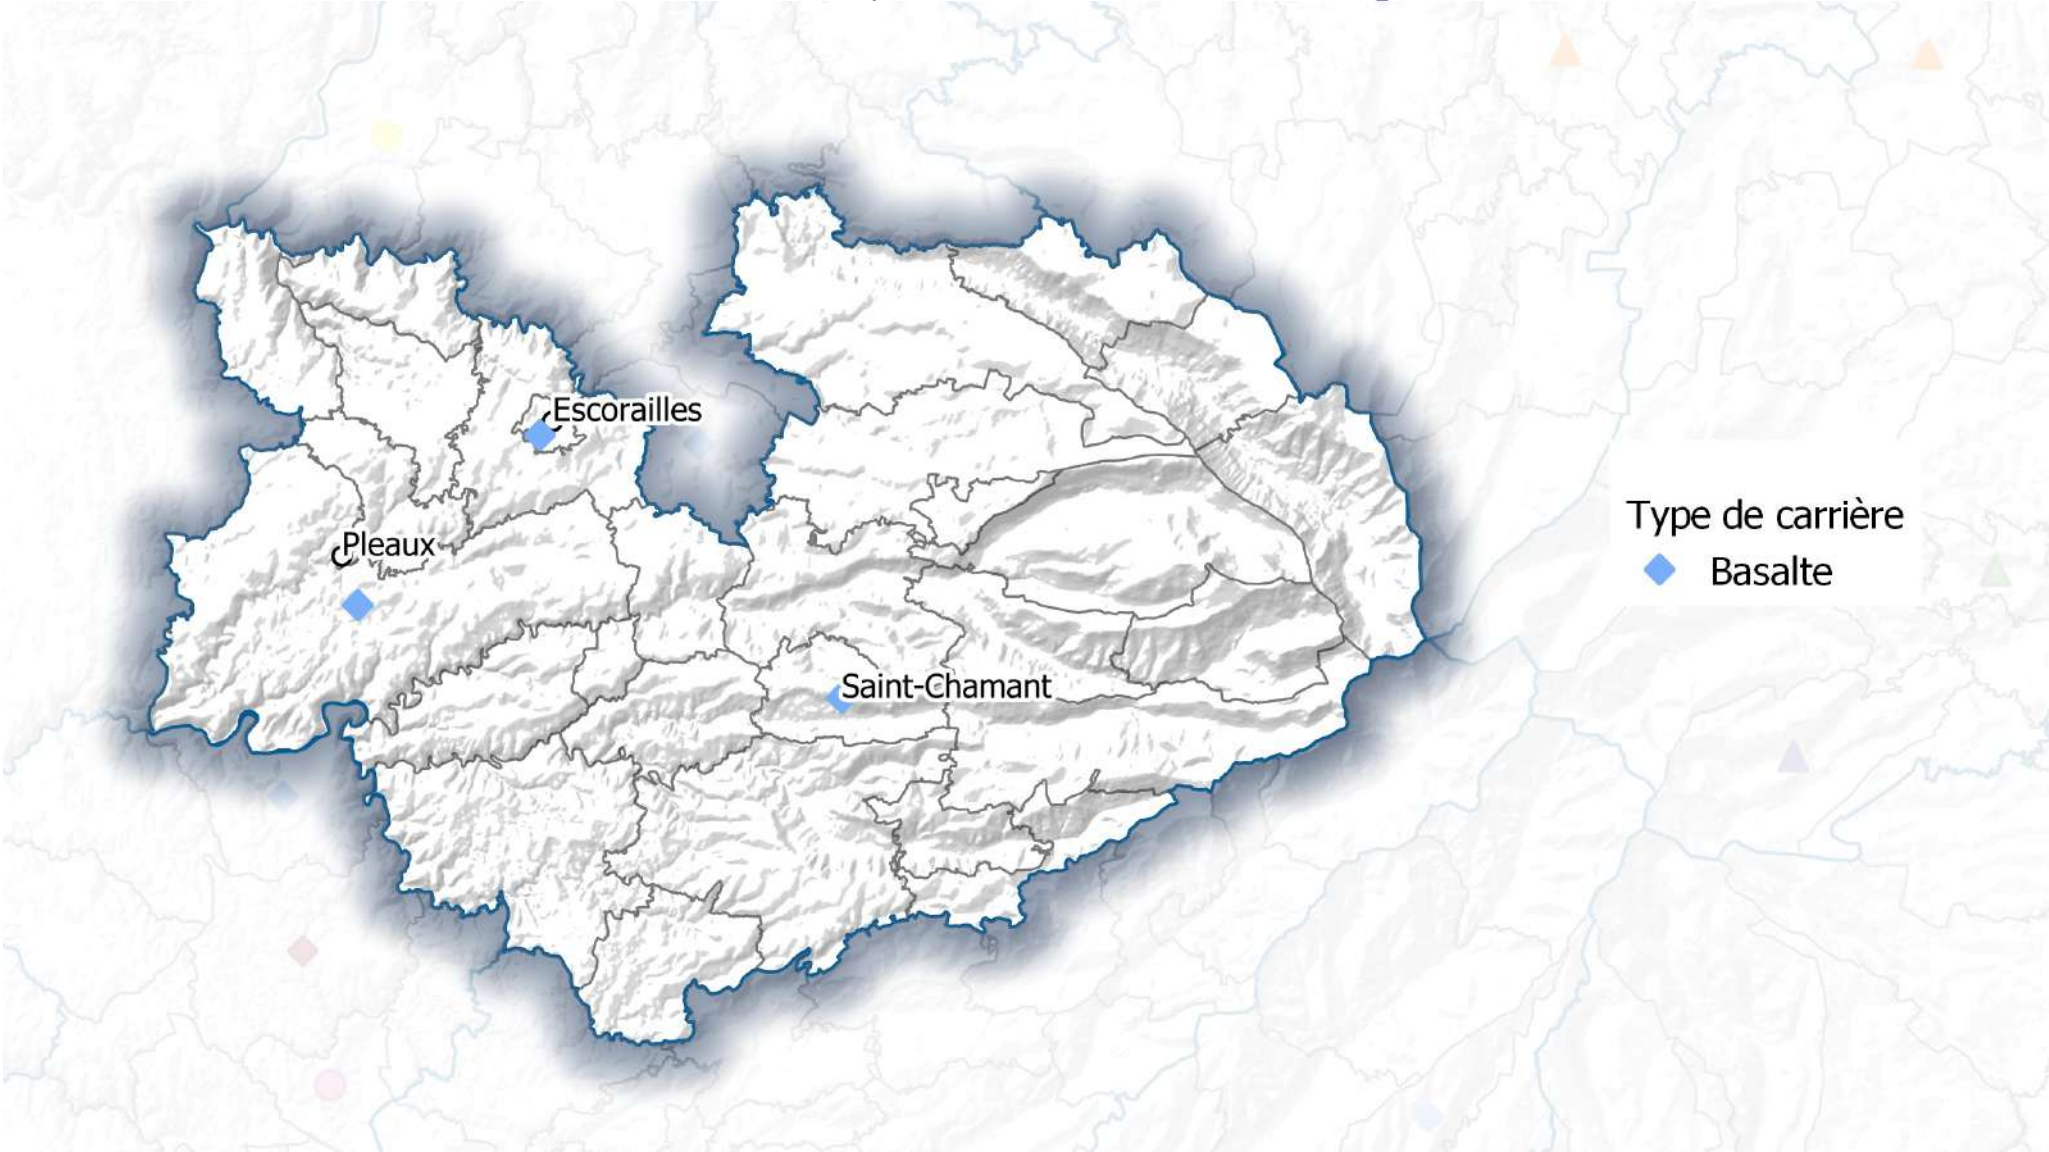 Escorailles
Pleaux
Saint-Chamant
Type de carrière
Basalte